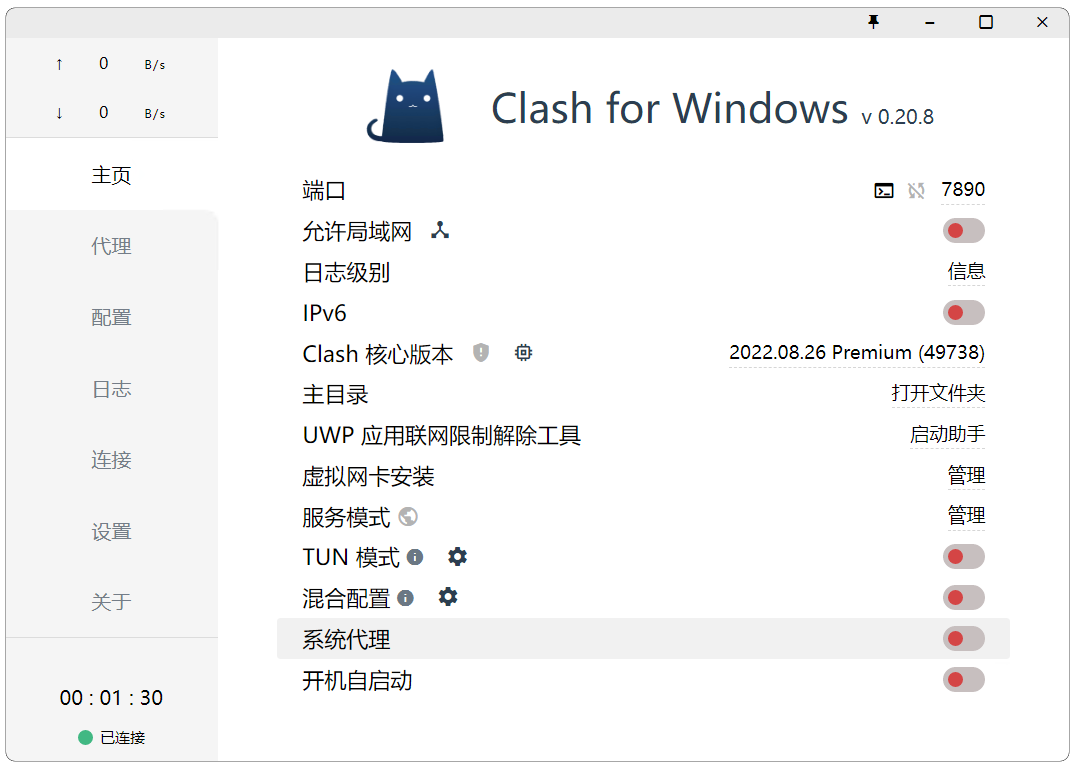 ↑ 0 B/s
↓ 0 B/s
主页
代理
配置
日志
连接
设置
关于
00 : 01 : 30
已连接
Clash for Windows v 0.20.8
端口 7890
允许局域网
日志级别 信息
IPv6
Clash 核心版本 2022.08.26 Premium (49738)
主目录 打开文件夹
UWP 应用联网限制解除工具 启动助手
虚拟网卡安装 管理
服务模式 管理
TUN 模式
混合配置
系统代理
开机自启动